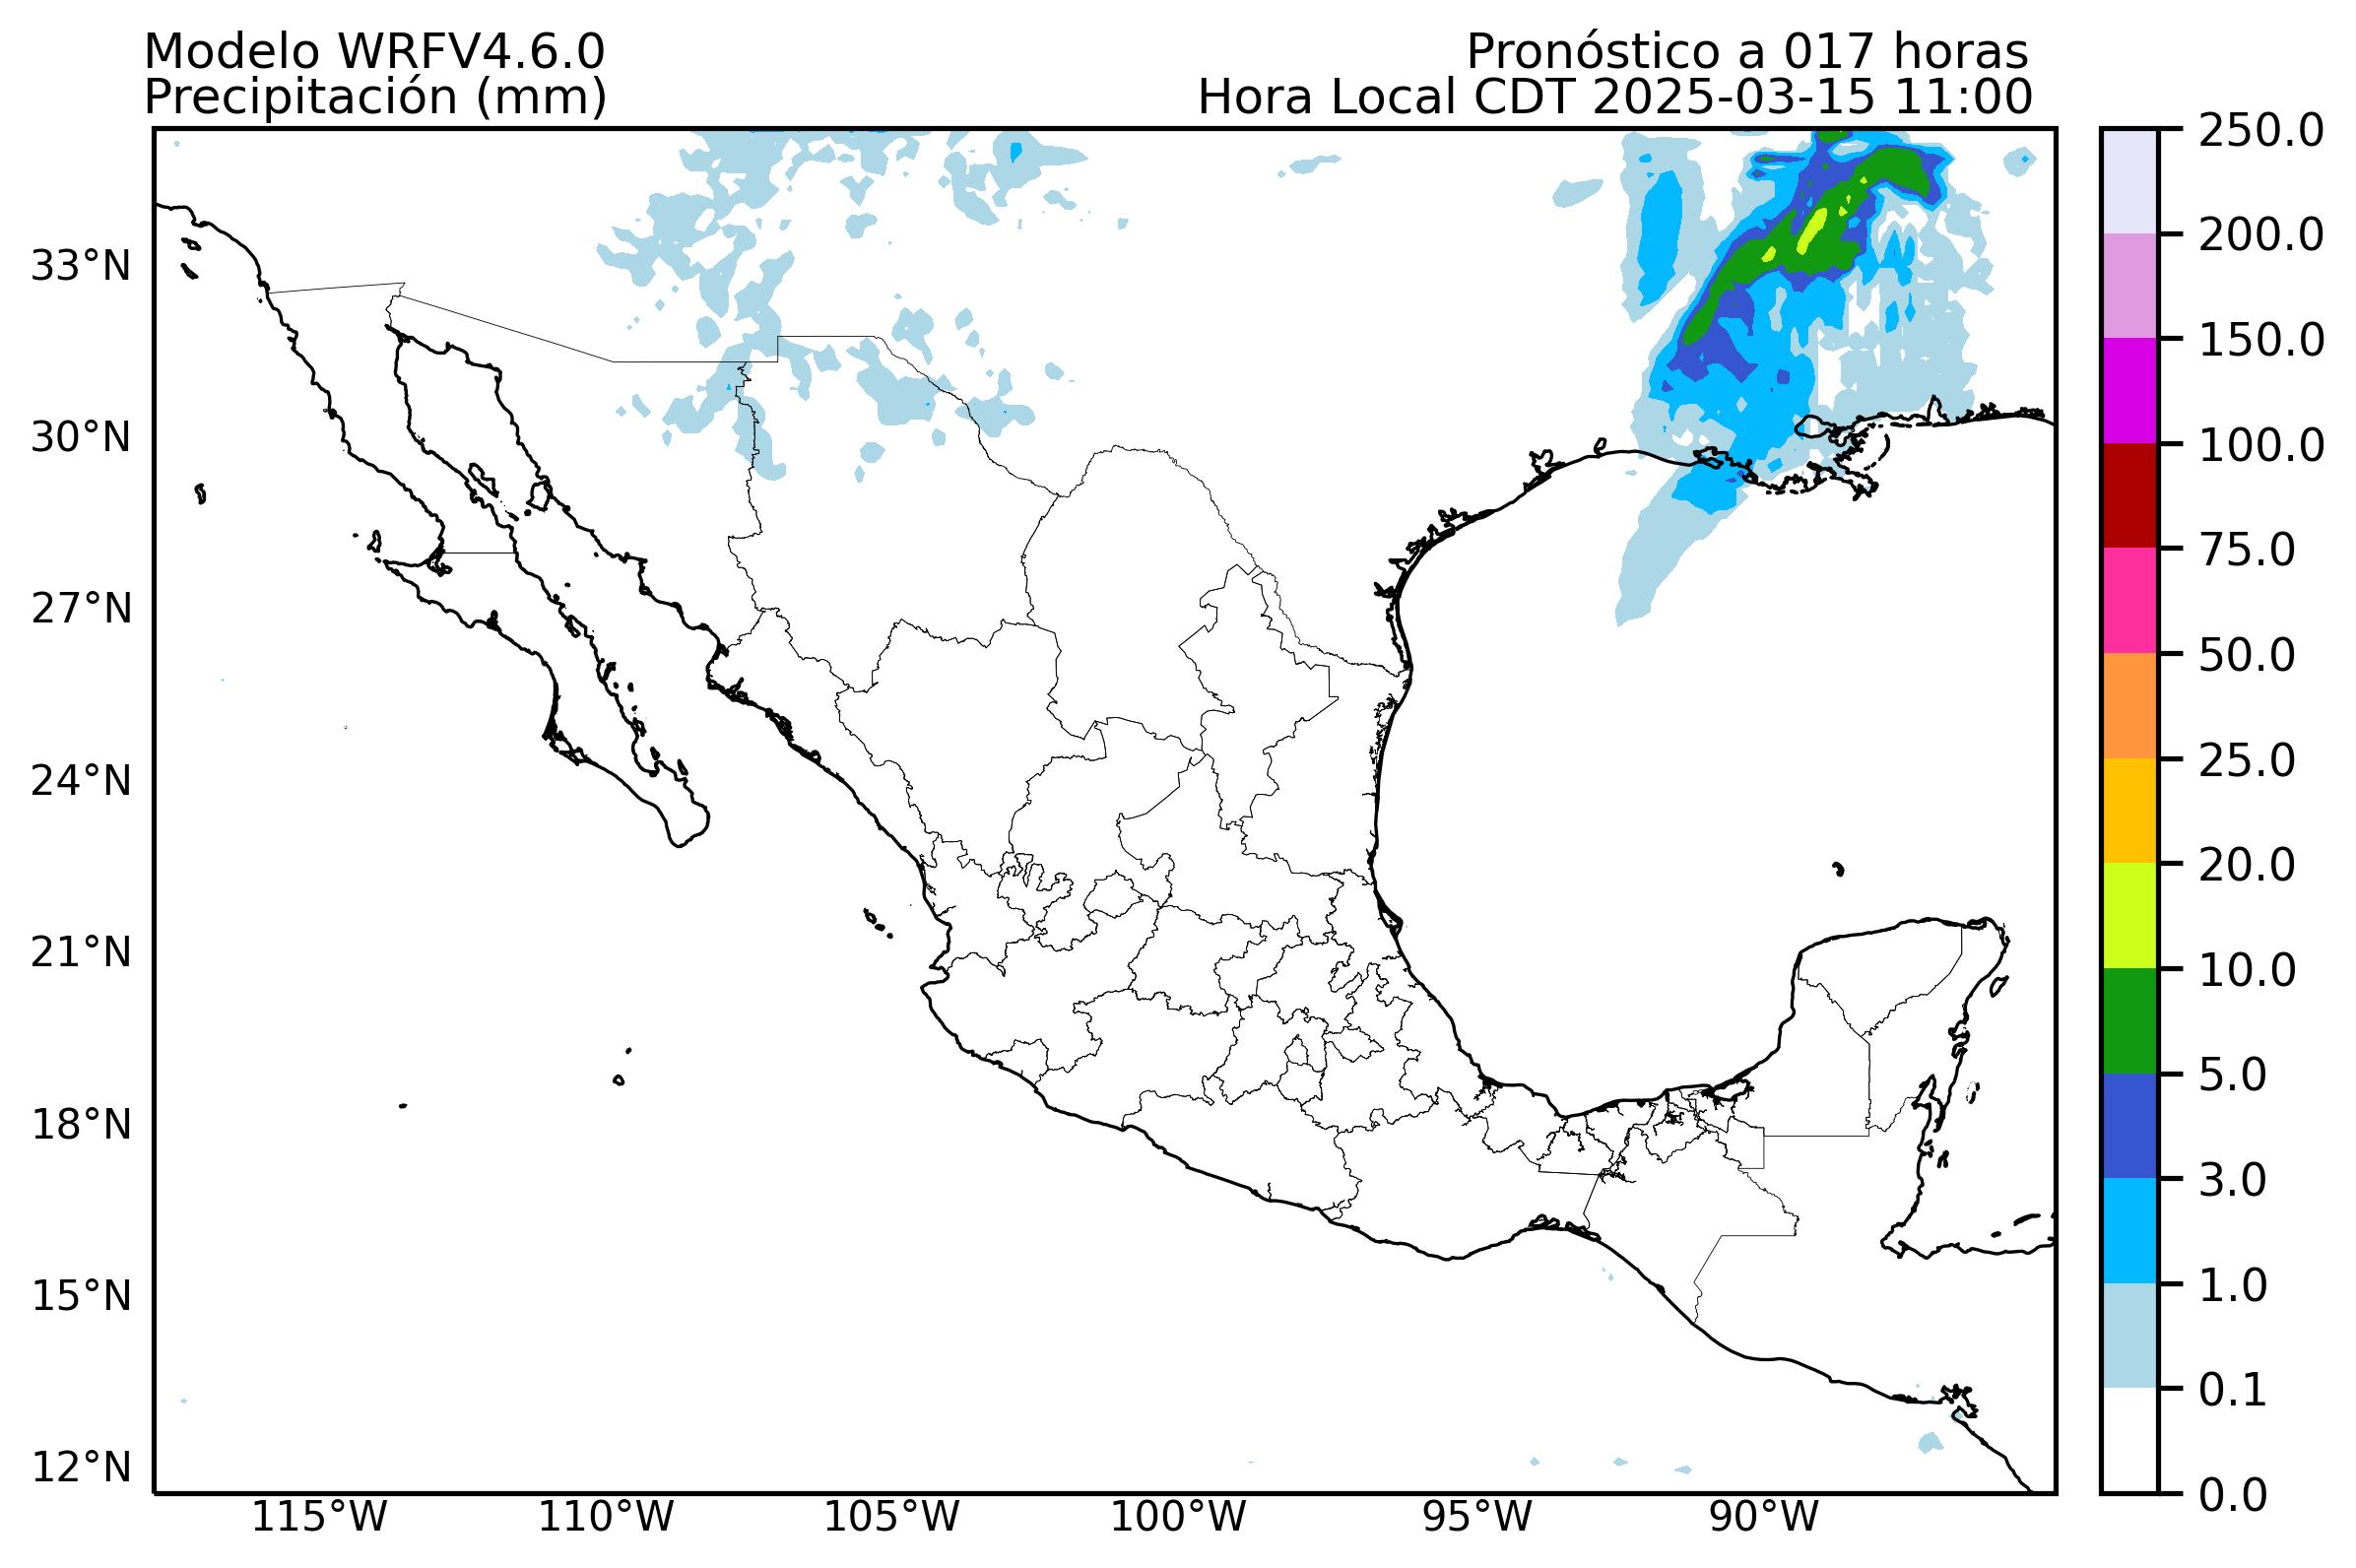 Modelo WRFV4.6.0
Pronóstico a 017 horas
Precipitación (mm)
Hora Local CDT 2025-03-15 11:00
33°N
30°N
27°N
24°N
21°N
18°N
15°N
12°N
115°W
110°W
105°W
100°W
95°W
90°W
250.0
200.0
150.0
100.0
75.0
50.0
25.0
20.0
10.0
5.0
3.0
1.0
0.1
0.0